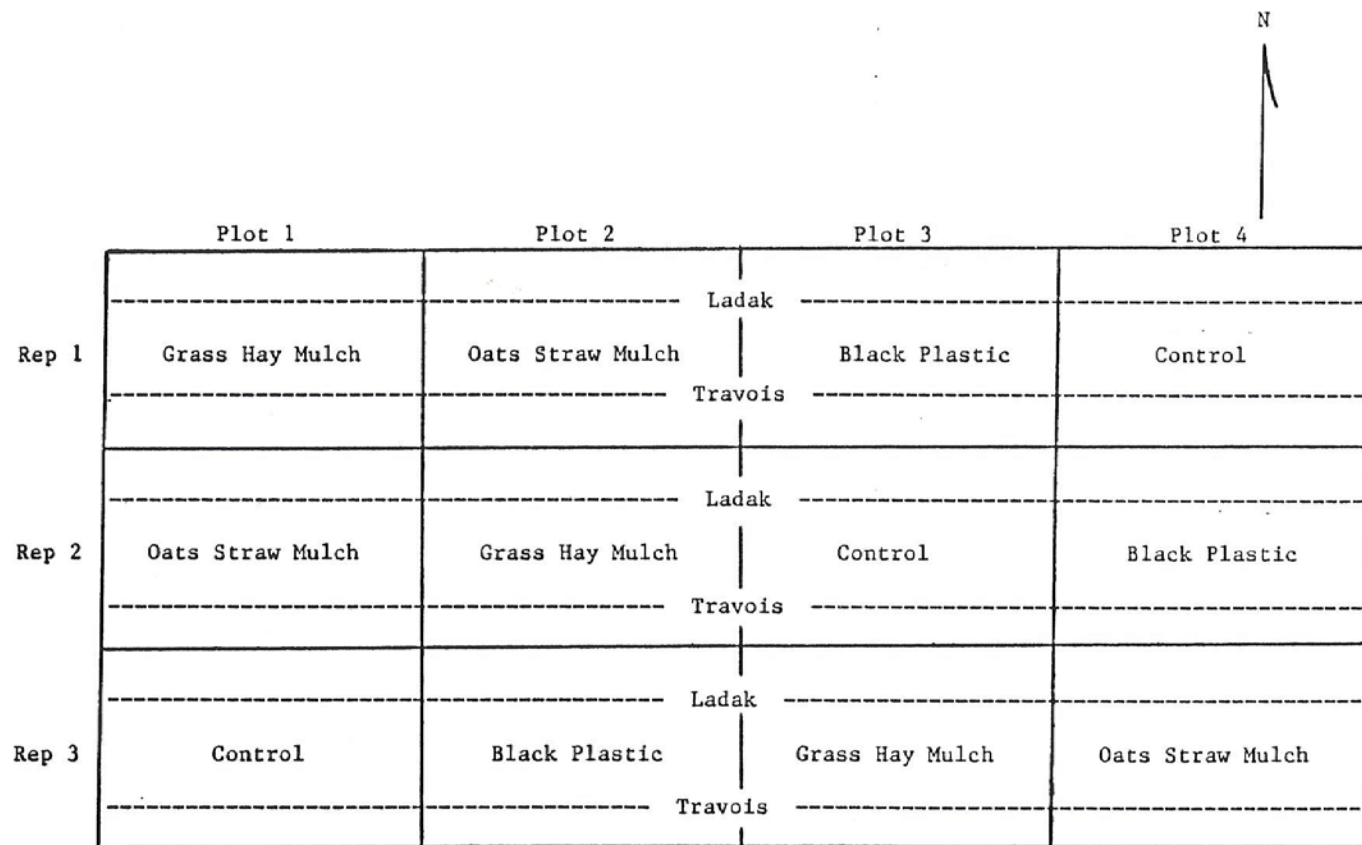 N
Plot 1 Plot 2 Plot 3 Plot 4
Ladak
Rep 1 Grass Hay Mulch Oats Straw Mulch Black Plastic Control
Travois
Ladak
Rep 2 Oats Straw Mulch Grass Hay Mulch Control Black Plastic
Travois
Ladak
Rep 3 Control Black Plastic Grass Hay Mulch Oats Straw Mulch
Travois